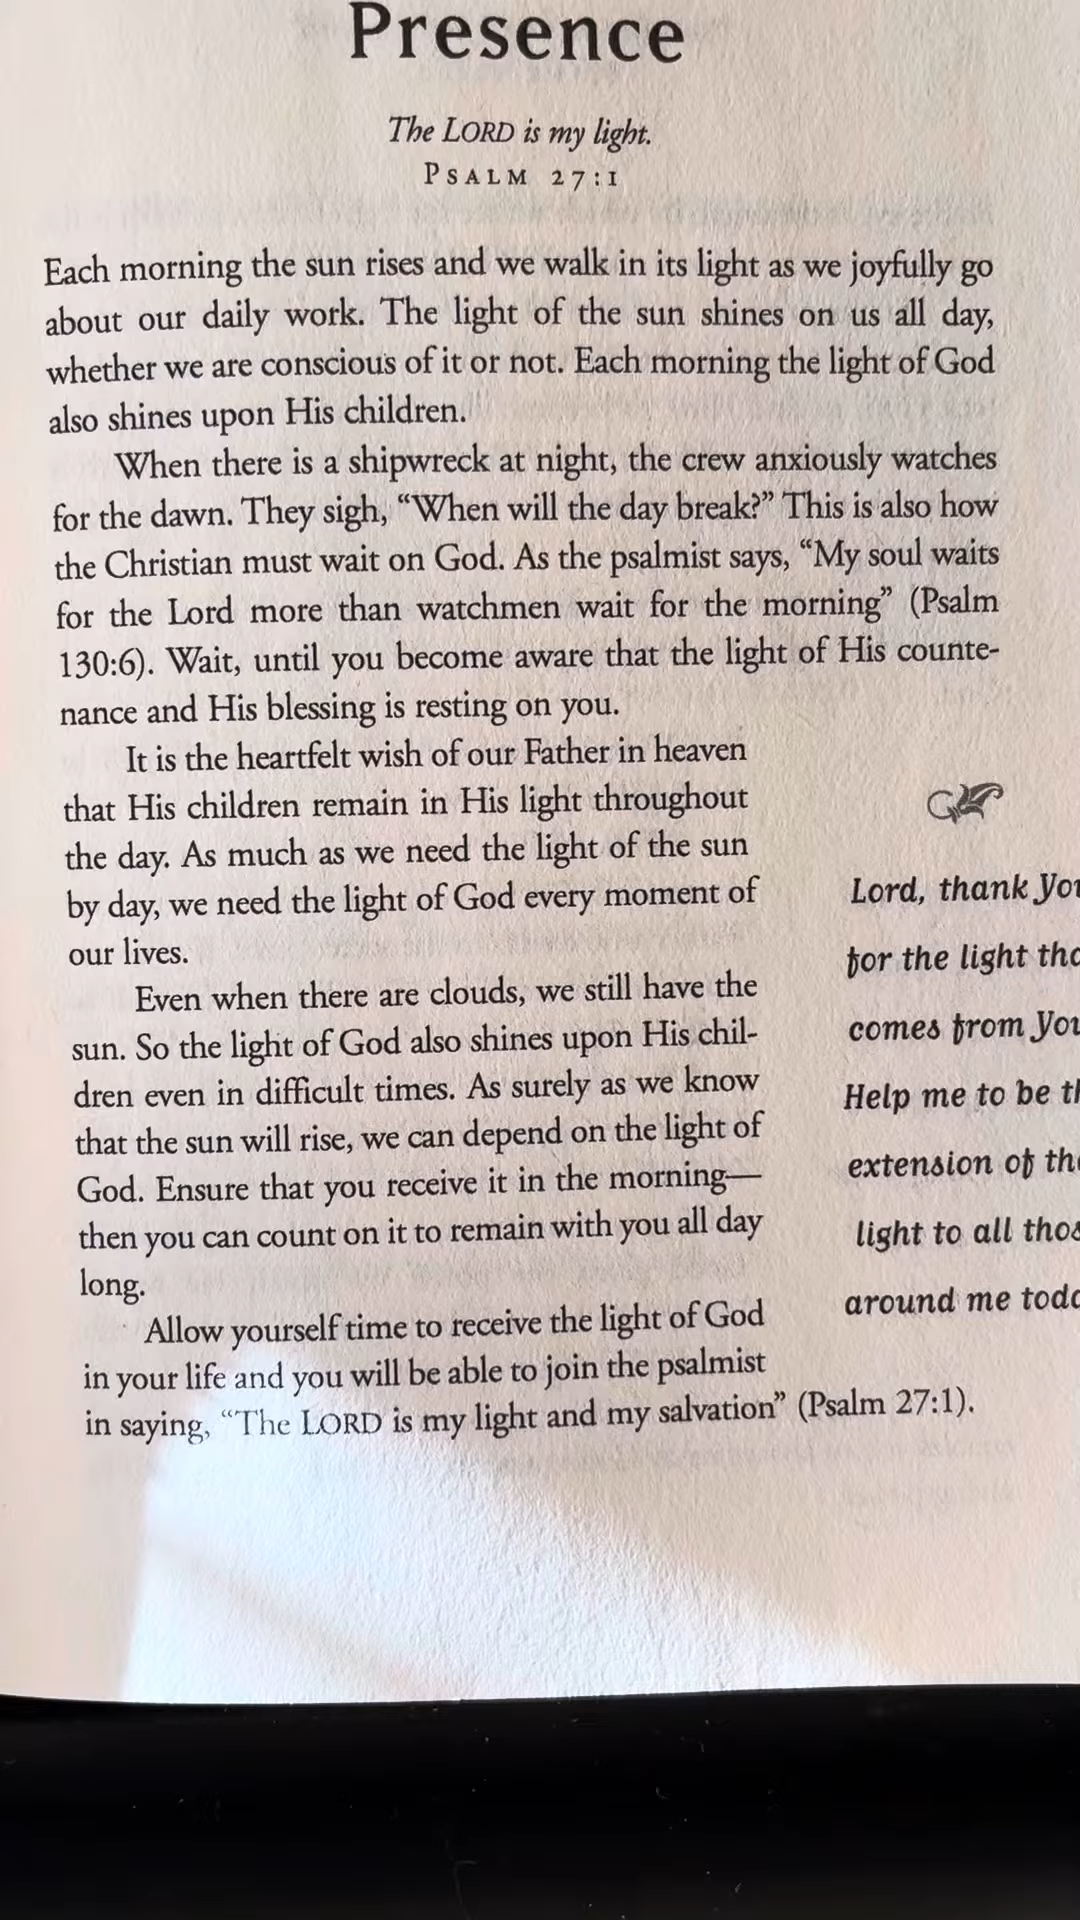 Presence
The LORD is my light.
PSALM 27:1
Each morning the sun rises and we walk in its light as we joyfully go
about our daily work. The light of the sun shines on us all day,
whether we are conscious of it or not. Each morning the light of God
also shines upon His children.
When there is a shipwreck at night, the crew anxiously watches
for the dawn. They sigh, “When will the day break?” This is also how
the Christian must wait on God. As the psalmist says, “My soul waits
for the Lord more than watchmen wait for the morning” (Psalm
130:6). Wait, until you become aware that the light of His counte-
nance and His blessing is resting on you.
It is the heartfelt wish of our Father in heaven
that His children remain in His light throughout
the day. As much as we need the light of the sun
by day, we need the light of God every moment of
our lives.
Even when there are clouds, we still have the
sun. So the light of God also shines upon His chil-
dren even in difficult times. As surely as we know
that the sun will rise, we can depend on the light of
God. Ensure that you receive it in the morning—
then you can count on it to remain with you all day
long.
Allow yourself time to receive the light of God
in your life and you will be able to join the psalmist
in saying, “The LORD is my light and my salvation” (Psalm 27:1).
Lord, thank
for the light
comes from
Help me to be
extension of
light to all
around me